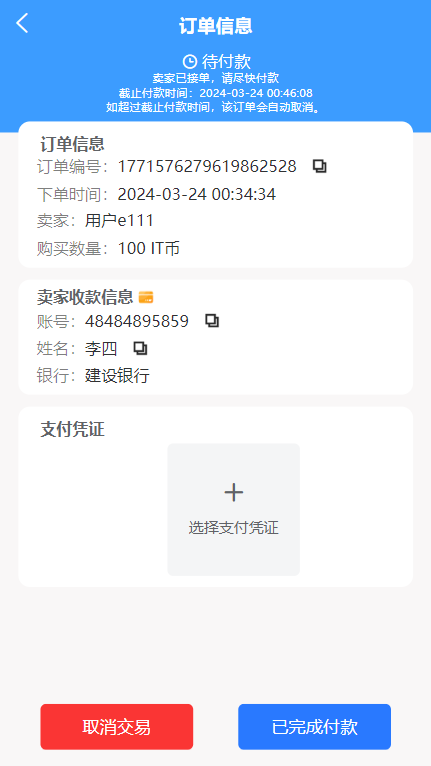 订单信息
待付款
卖家已接单，请尽快付款
截止付款时间：2024-03-24 00:46:08
如超过截止付款时间，该订单会自动取消。
订单信息
订单编号：1771576279619862528
下单时间：2024-03-24 00:34:34
卖家：用户e111
购买数量：100 IT币
卖家收款信息
账号：48484895859
姓名：李四
银行：建设银行
支付凭证
选择支付凭证
取消交易
已完成付款